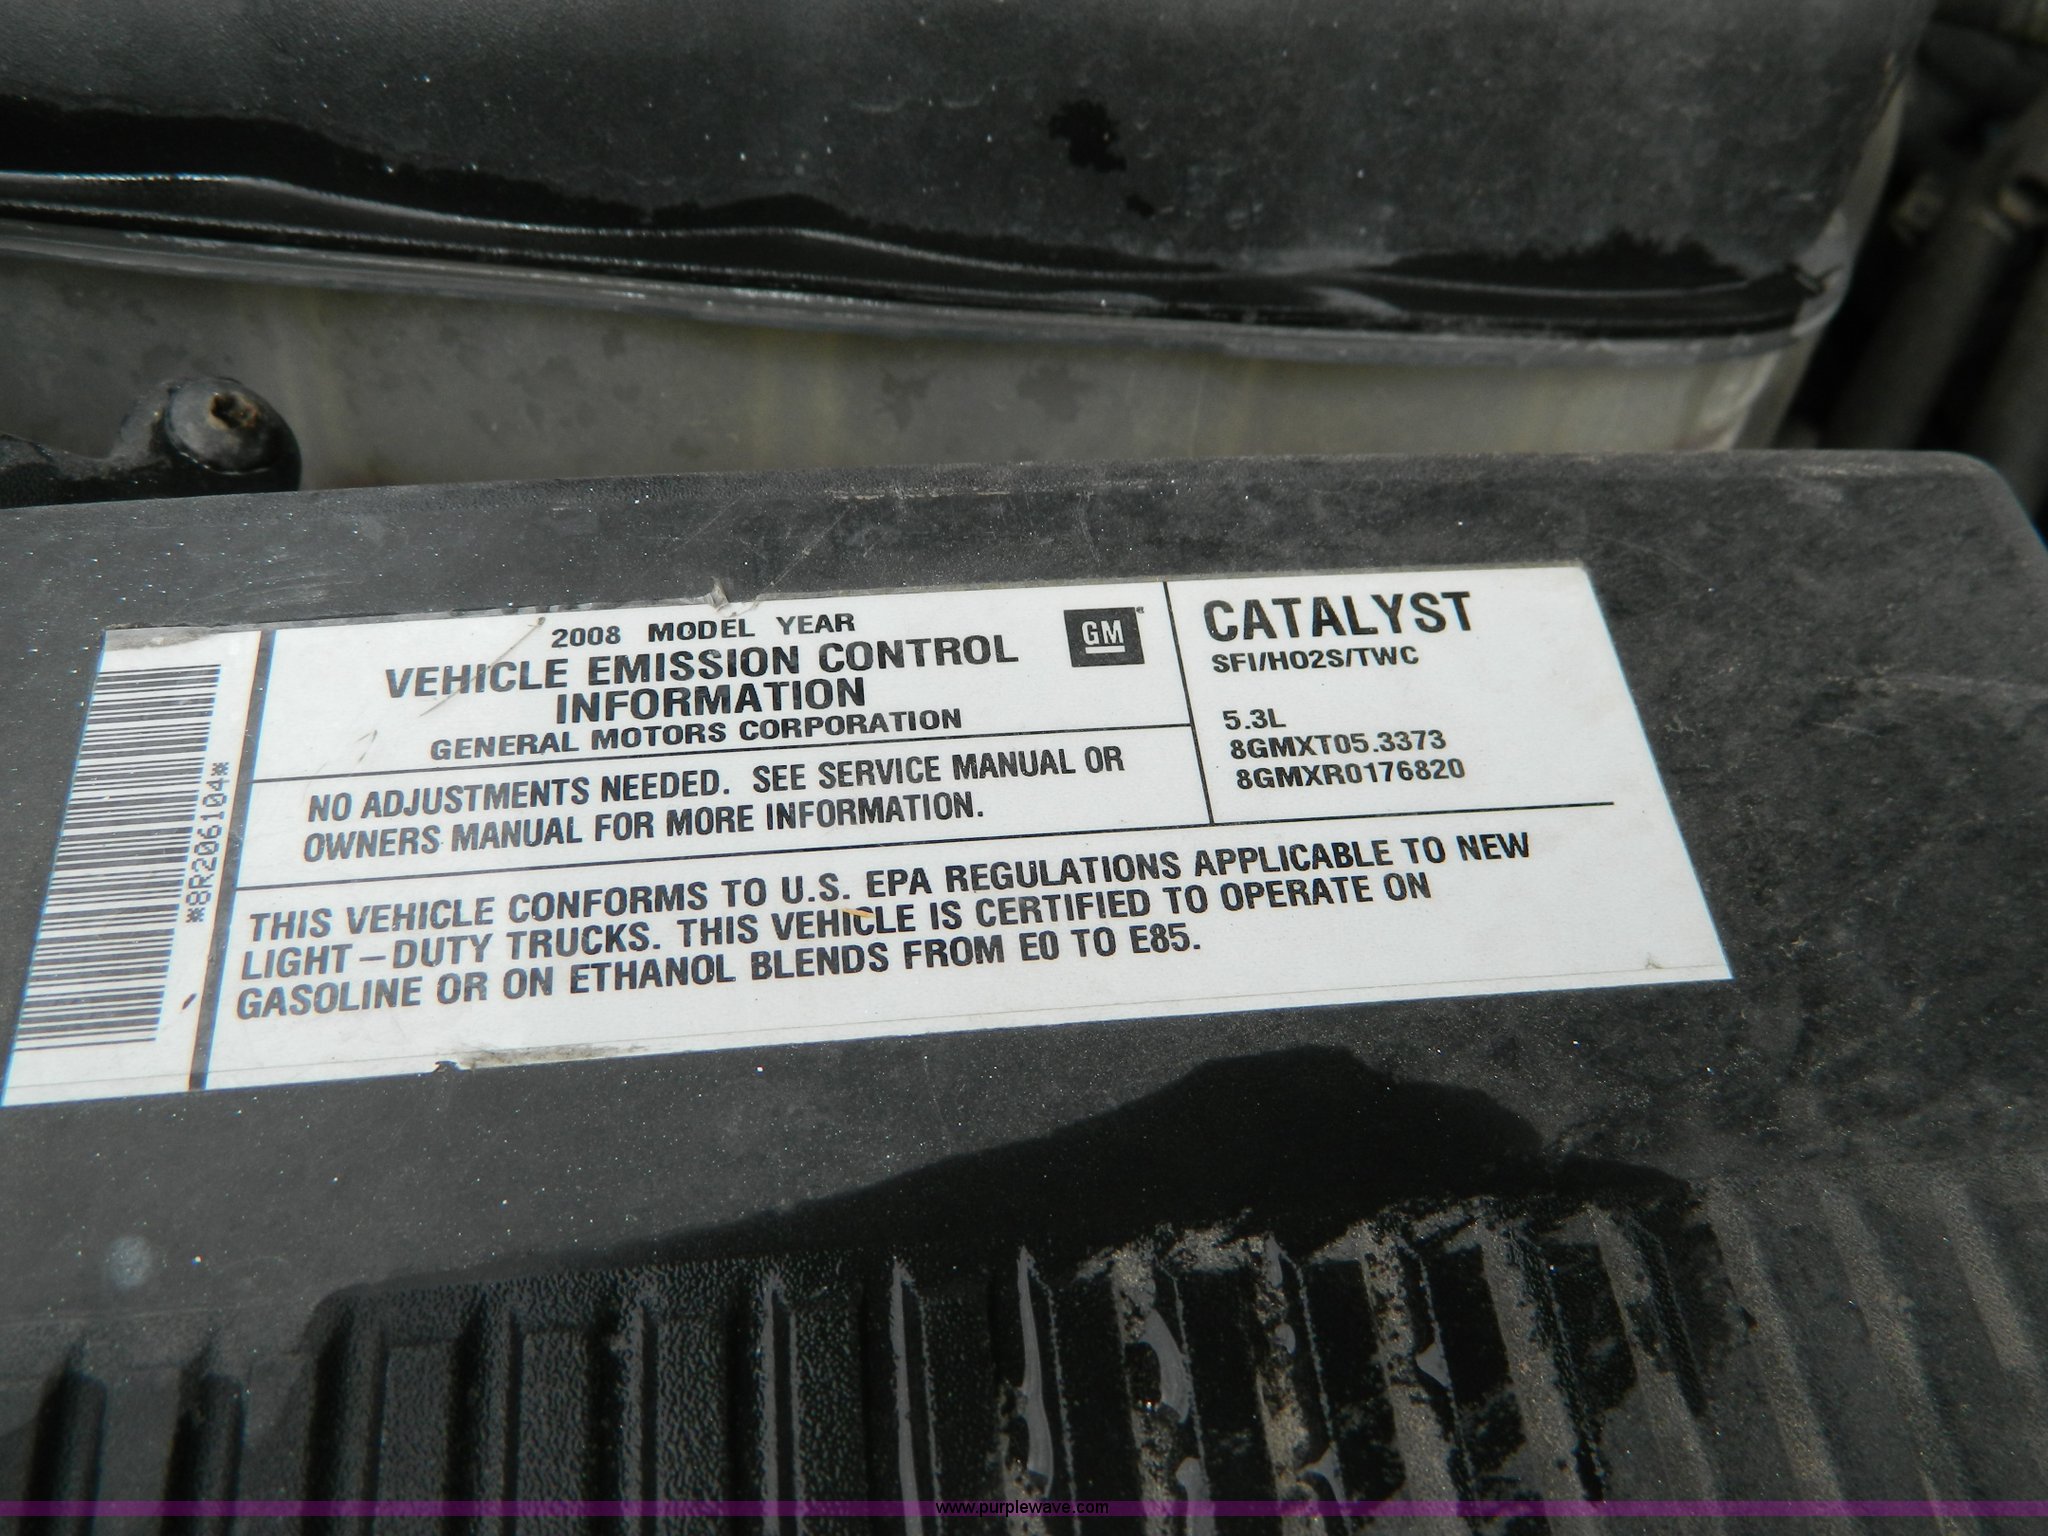 2008 MODEL YEAR
VEHICLE EMISSION CONTROL
INFORMATION
GENERAL MOTORS CORPORATION
GM
NO ADJUSTMENTS NEEDED. SEE SERVICE MANUAL OR
OWNERS MANUAL FOR MORE INFORMATION.
CATALYST
SFI/HO2S/TWC
5.3L
8GMXT05.3373
8GMXR0176820
THIS VEHICLE CONFORMS TO U.S. EPA REGULATIONS APPLICABLE TO NEW
LIGHT-DUTY TRUCKS. THIS VEHICLE IS CERTIFIED TO OPERATE ON
GASOLINE OR ON ETHANOL BLENDS FROM E0 TO E85.
*8R206104*
www.purplewave.com